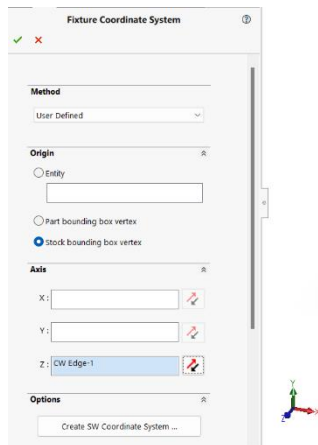 Fixture Coordinate System
Method
User Defined
Origin
Entity
Part bounding box vertex
Stock bounding box vertex
Axis
X :
Y :
Z : CW Edge-1
Options
Create SW Coordinate System ...
Y
Z
X